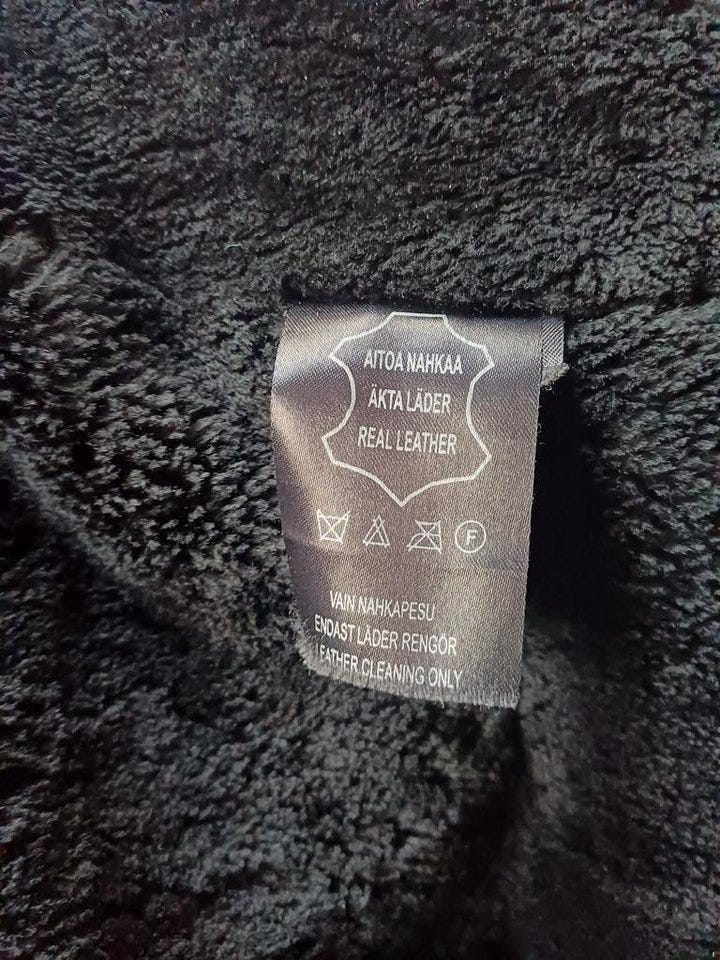 AITOA NAHKAA
ÄKTA LÄDER
REAL LEATHER
F
VAIN NAHKAPESU
ENDAST LÄDER RENGÖR
LEATHER CLEANING ONLY